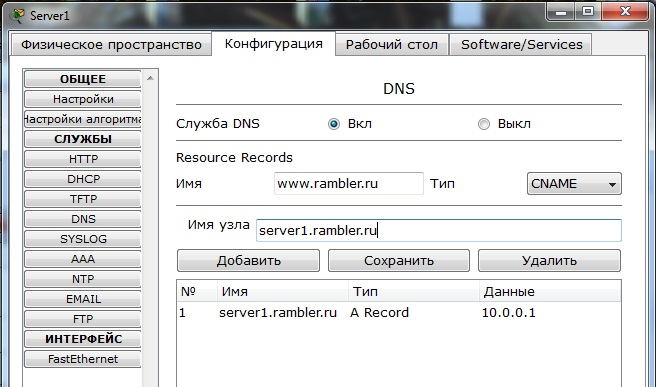 Server1
Физическое пространство Конфигурация Рабочий стол Software/Services
ОБЩЕЕ
Настройки
Настройки алгоритма
СЛУЖБЫ
HTTP
DHCP
TFTP
DNS
SYSLOG
AAA
NTP
EMAIL
FTP
ИНТЕРФЕЙС
FastEthernet
DNS
Служба DNS Вкл Выкл
Resource Records
Имя www.rambler.ru Тип CNAME
Имя узла server1.rambler.ru
Добавить Сохранить Удалить
№ Имя Тип Данные
1 server1.rambler.ru A Record 10.0.0.1